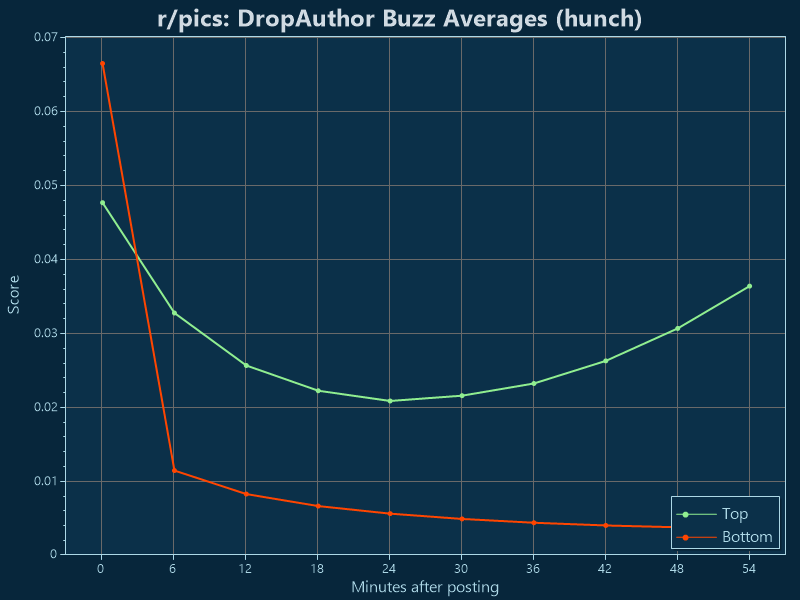 r/pics: DropAuthor Buzz Averages (hunch)
0.07
0.06
0.05
0.04
0.03
0.02
0.01
0
Score
0 6 12 18 24 30 36 42 48 54
Minutes after posting
Top
Bottom